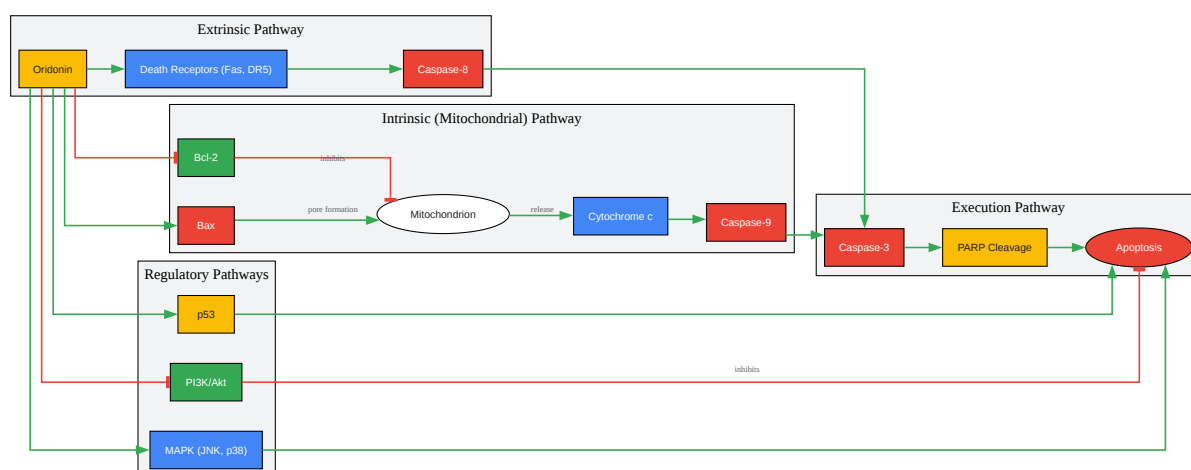 Extrinsic Pathway
Oridonin
Death Receptors (Fas, DR5)
Caspase-8
Intrinsic (Mitochondrial) Pathway
Bcl-2
inhibits
Bax
pore formation
Mitochondrion
release
Cytochrome c
Caspase-9
Execution Pathway
Caspase-3
PARP Cleavage
Apoptosis
Regulatory Pathways
p53
PI3K/Akt
inhibits
MAPK (JNK, p38)